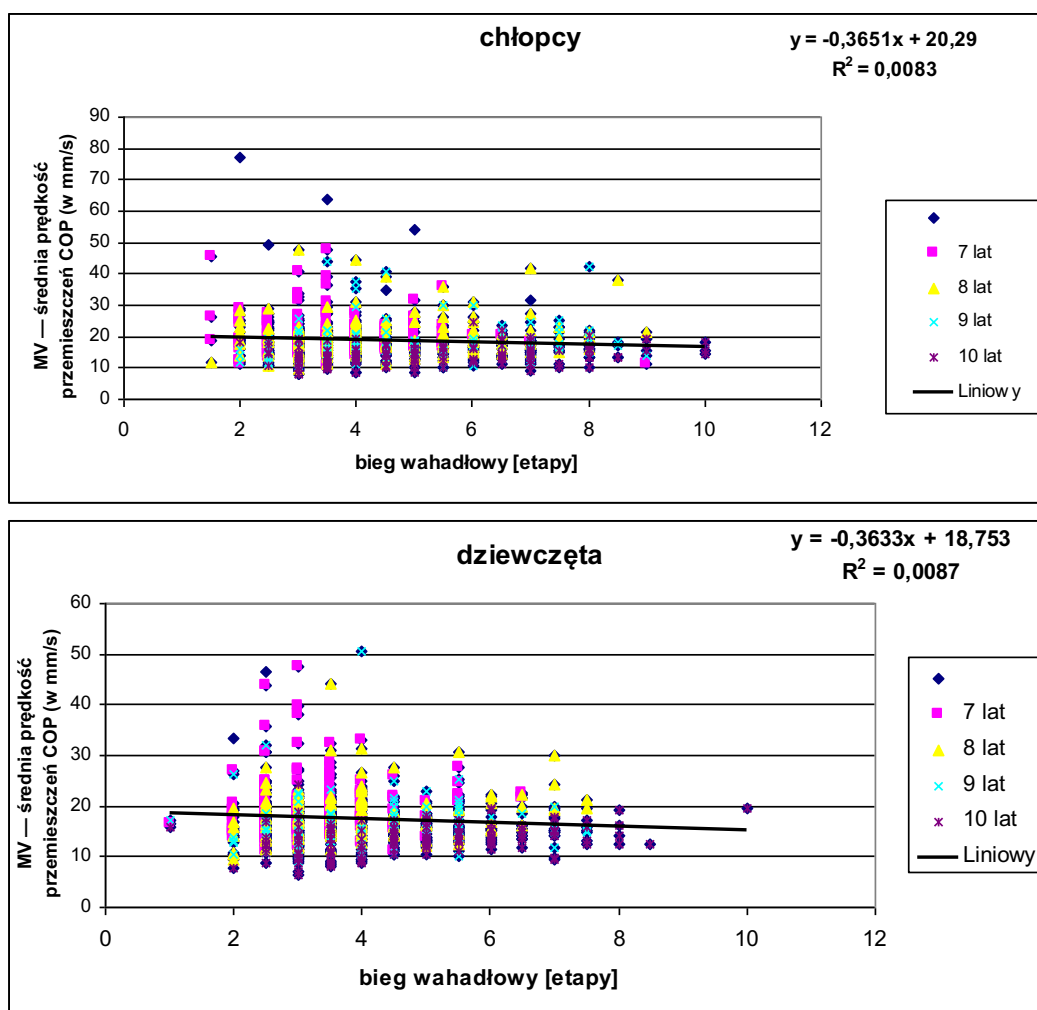 chłopcy
y = -0,3651x + 20,29
R² = 0,0083
MV — średnia prędkość
przemieszczeń COP (w mm/s)
90
80
70
60
50
40
30
20
10
0
0 2 4 6 8 10 12
bieg wahadłowy [etapy]
7 lat
8 lat
9 lat
10 lat
Liniowy
dziewczęta
y = -0,3633x + 18,753
R² = 0,0087
MV — średnia prędkość
przemieszczeń COP (w mm/s)
60
50
40
30
20
10
0
0 2 4 6 8 10 12
bieg wahadłowy [etapy]
7 lat
8 lat
9 lat
10 lat
Liniowy